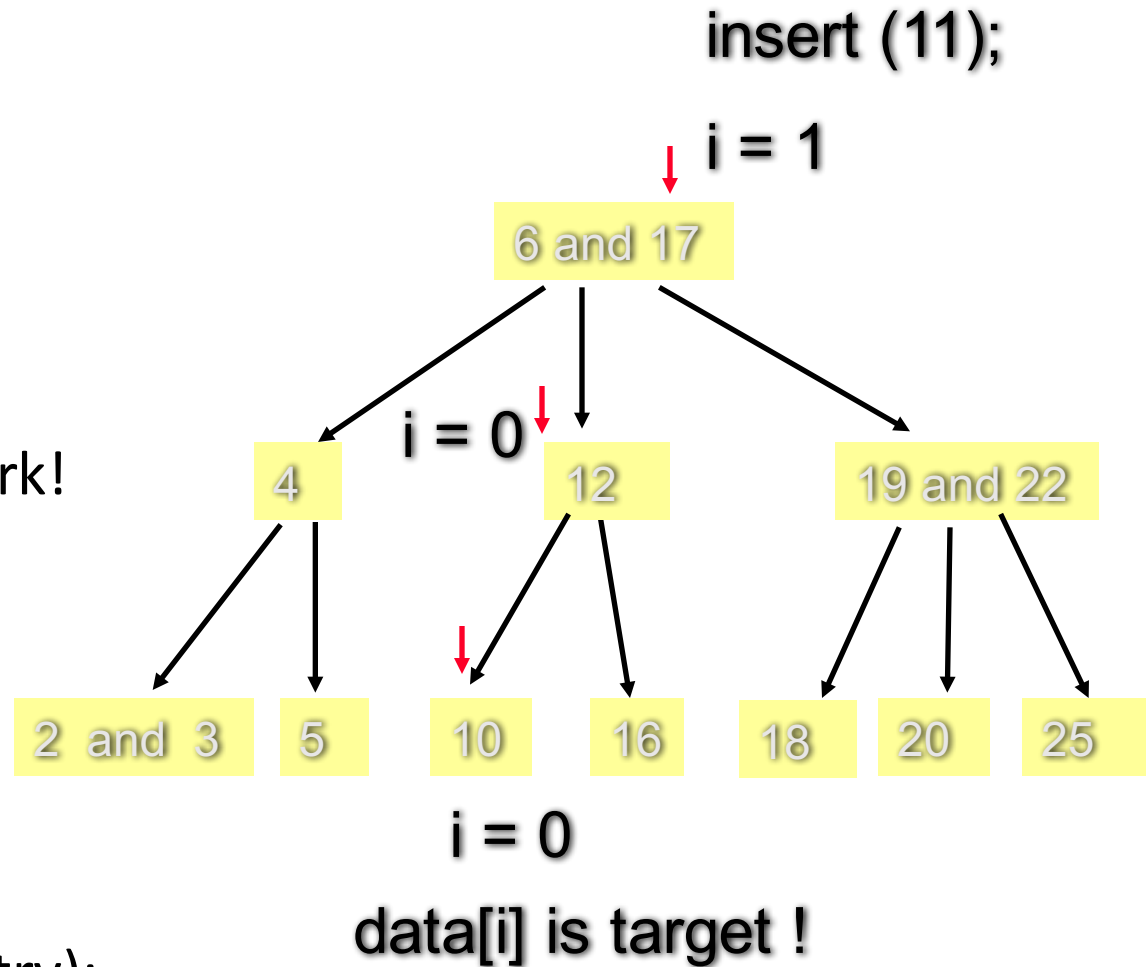 insert (11);
i = 1
6 and 17
i = 0
rk!
4
12
19 and 22
2 and 3
5
10
16
18
20
25
i = 0
data[i] is target !
try);